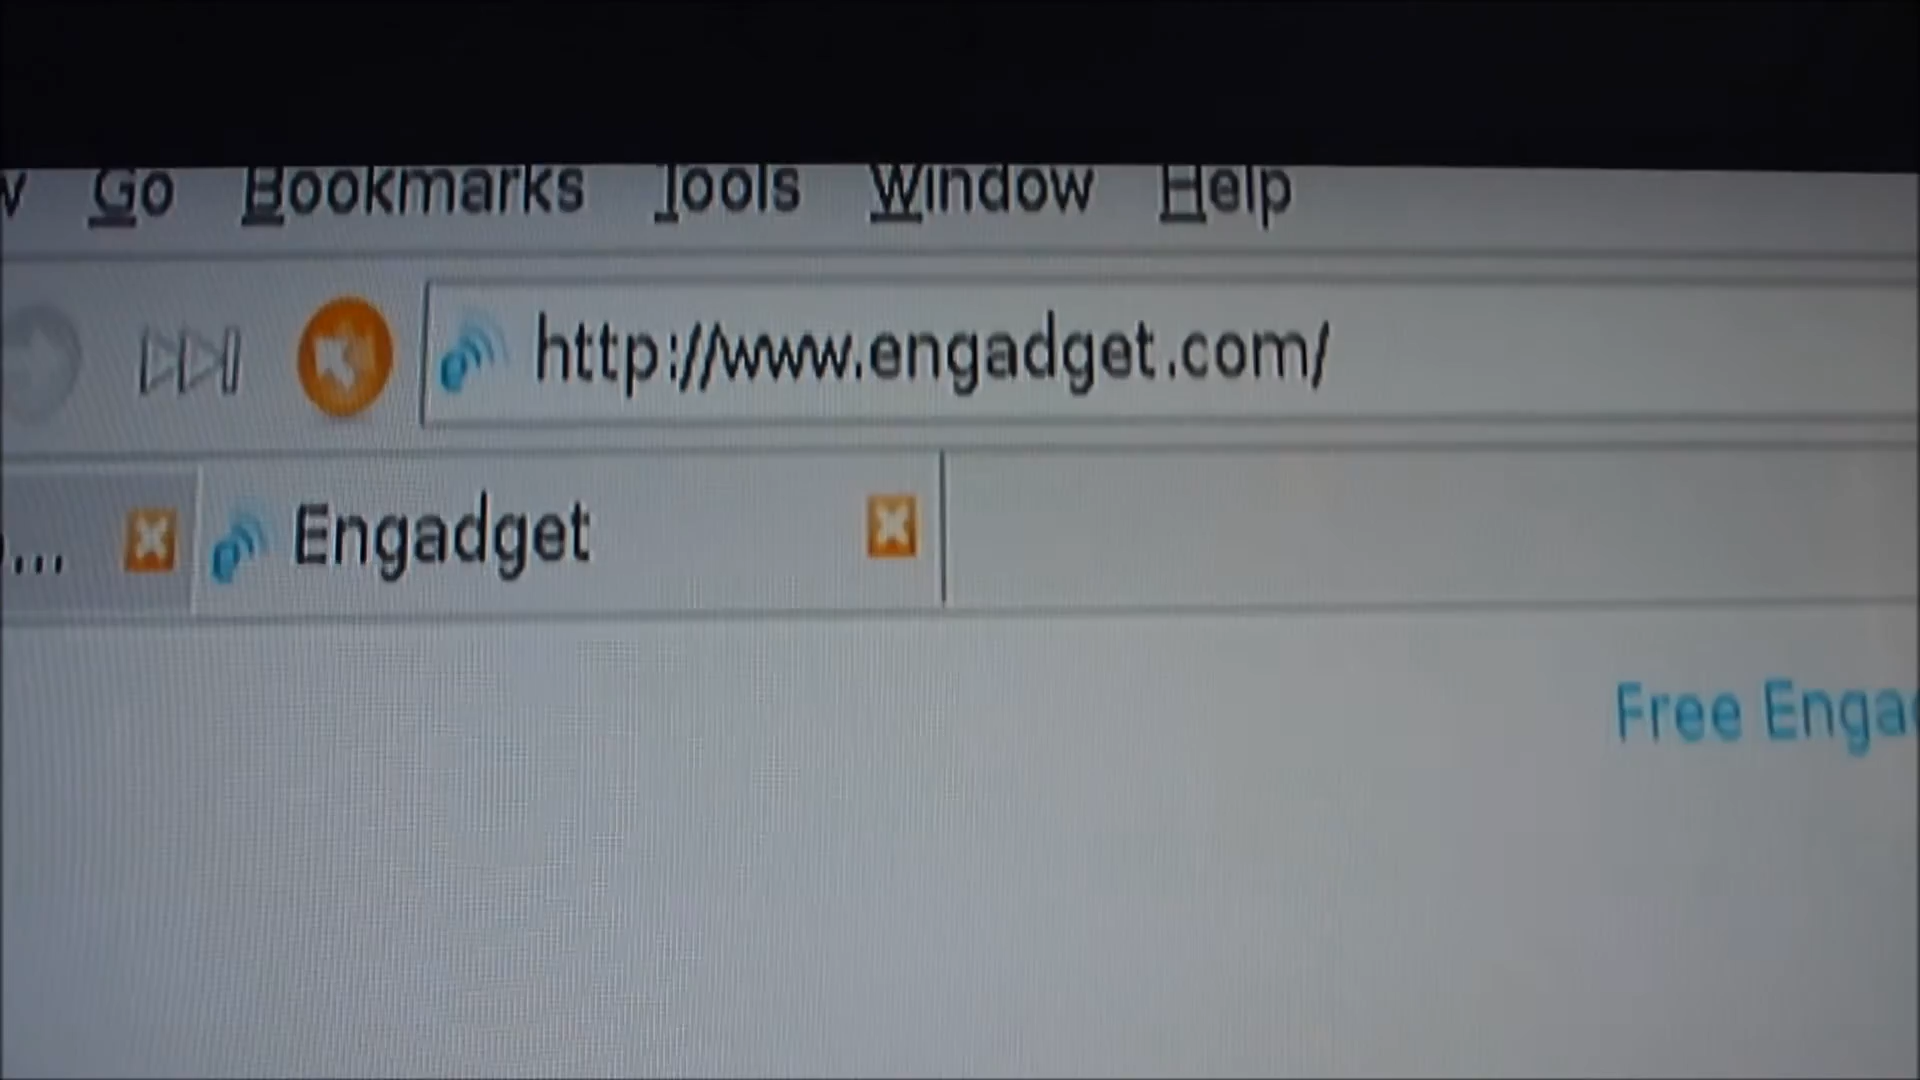 Go Bookmarks Tools Window Help
http://www.engadget.com/
... Engadget
Free